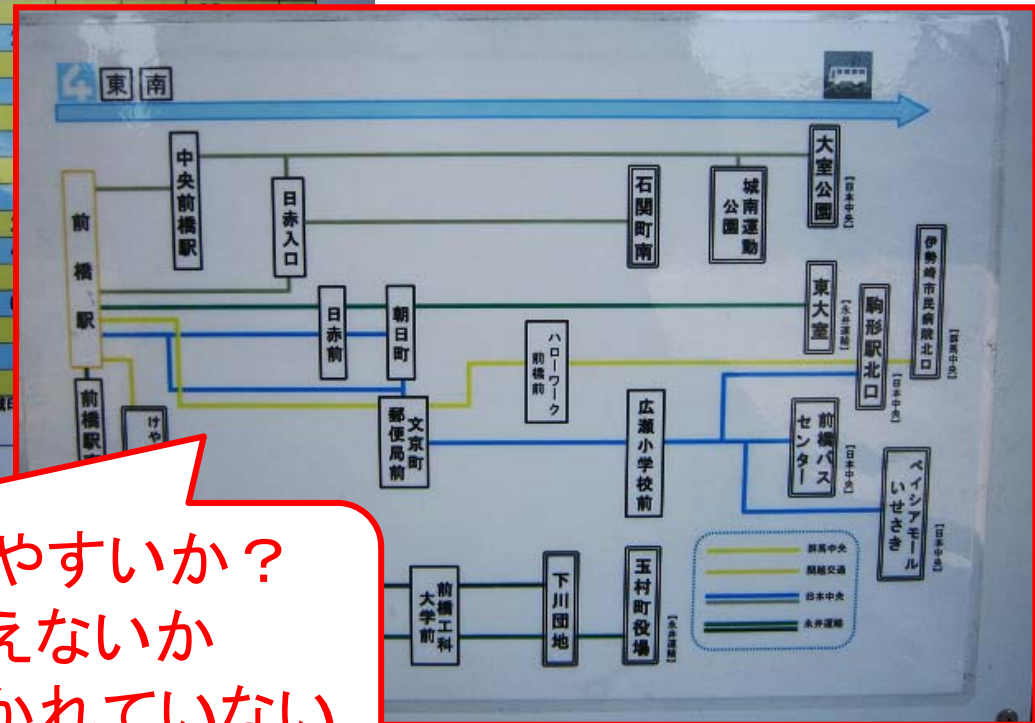 4 東 南
中央前橋駅
日赤入口
石関町南
城南運動公園
大室公園
【日本中央】
前橋駅
日赤前
朝日町
ハローワーク前橋前
東大室
【永井運輸】
駒形駅北口
【日本中央】
伊勢崎市民病院北口
【群馬中央】
前橋駅
けや
文京町郵便局前
広瀬小学校前
前橋バスセンター
【日本中央】
ベイシアモールいせさき
【日本中央】
前橋工科大学前
下川団地
玉村町役場
【永井運輸】
群馬中央
関越交通
日本中央
永井運輸
やすいか？
えないか
かれていない